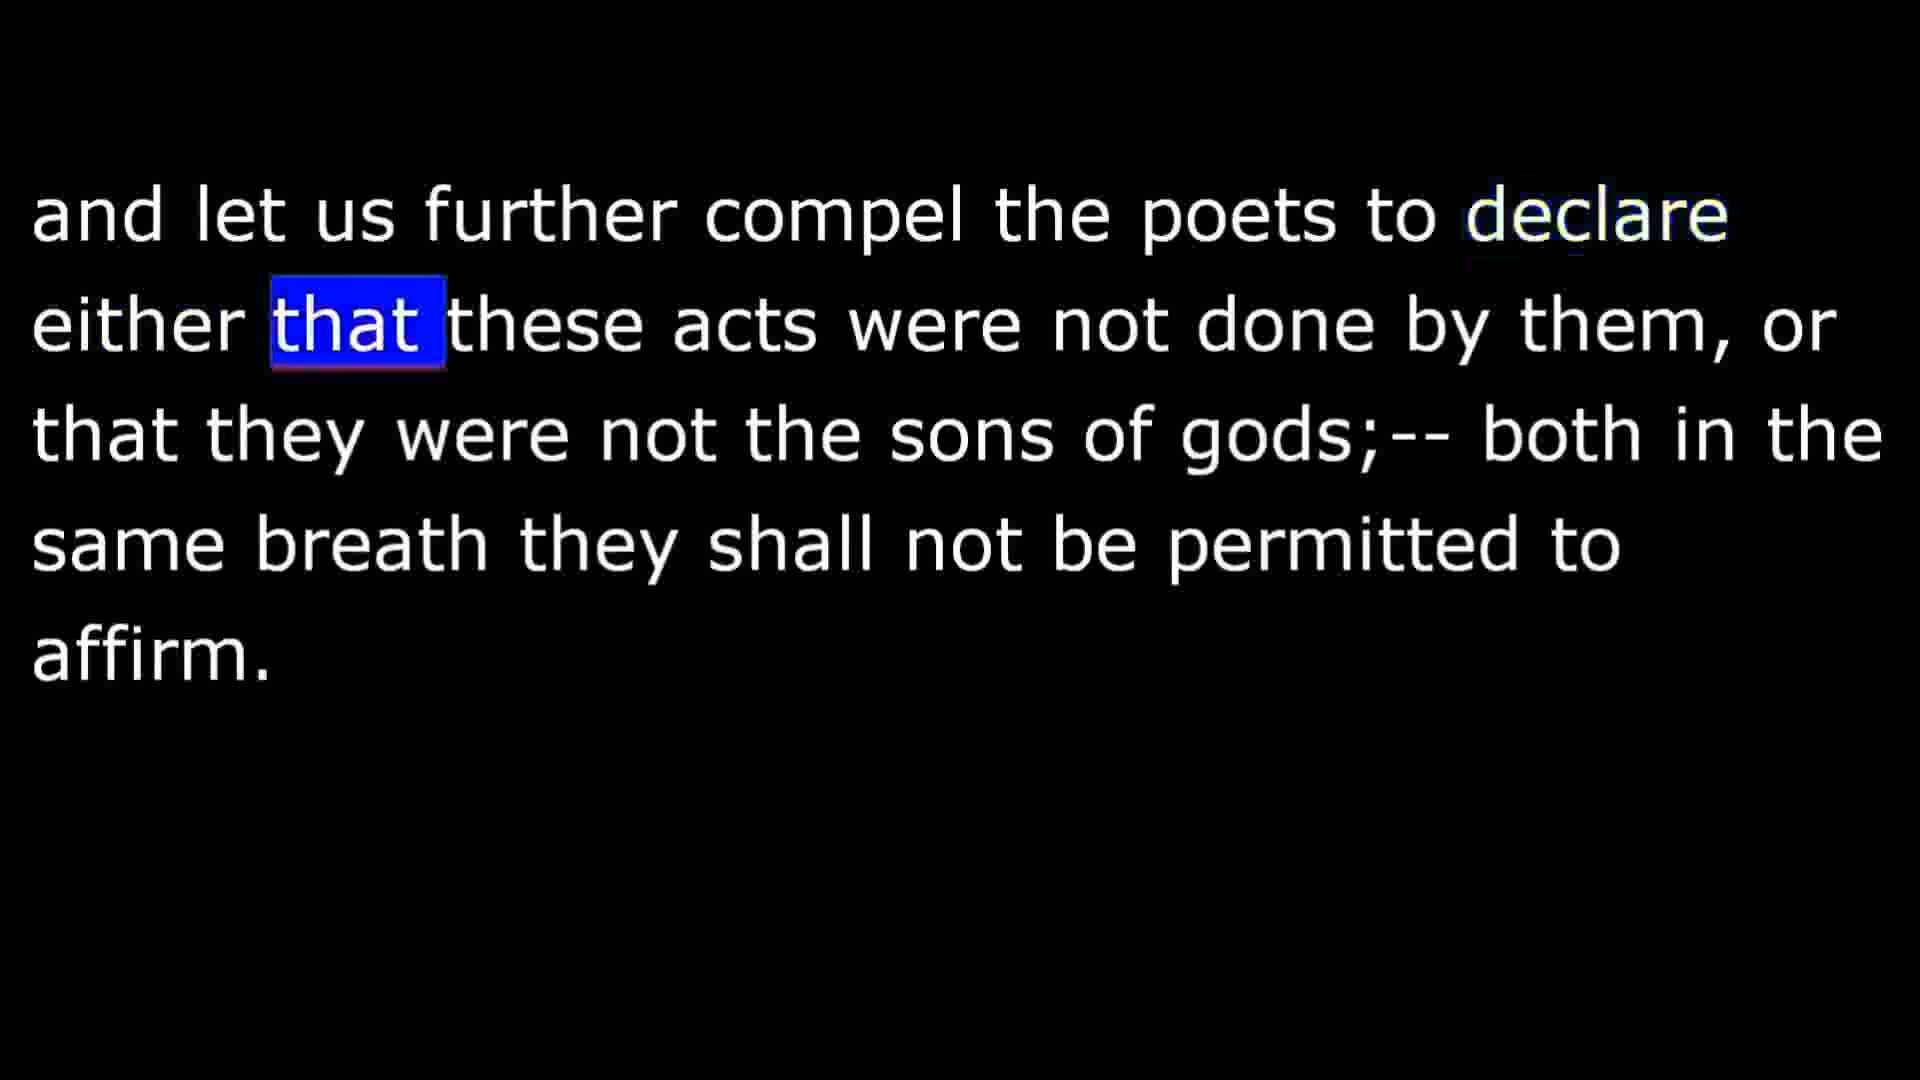 and let us further compel the poets to declare
either that these acts were not done by them, or
that they were not the sons of gods;-- both in the
same breath they shall not be permitted to
affirm.